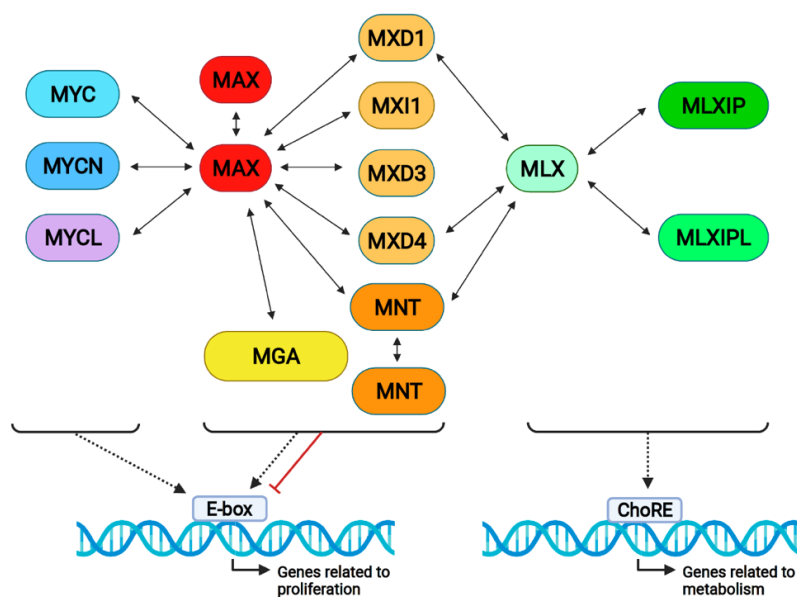 MXD1
MAX
MYC
MXI1
MLXIP
MYCN
MAX
MXD3
MLX
MYCL
MXD4
MLXIPL
MNT
MGA
MNT
E-box
ChoRE
Genes related to
proliferation
Genes related to
metabolism